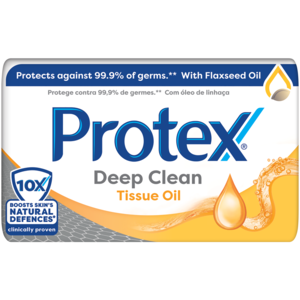 Protects against 99.9% of germs.** With Flaxseed Oil
Protege contra 99,9% de germes.** Com óleo de linhaça
Protex®
Deep Clean
Tissue Oil
10X
BOOSTS SKIN'S
NATURAL
DEFENCES*
clinically proven